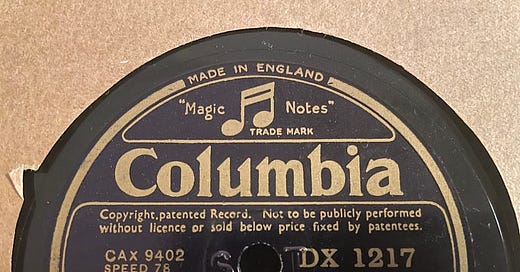 MADE IN ENGLAND
"Magic Notes"
TRADE MARK
Columbia
Copyright, patented Record. Not to be publicly performed
without licence or sold below price fixed by patentees.
CAX 9402 DX 1217
SPEED 78